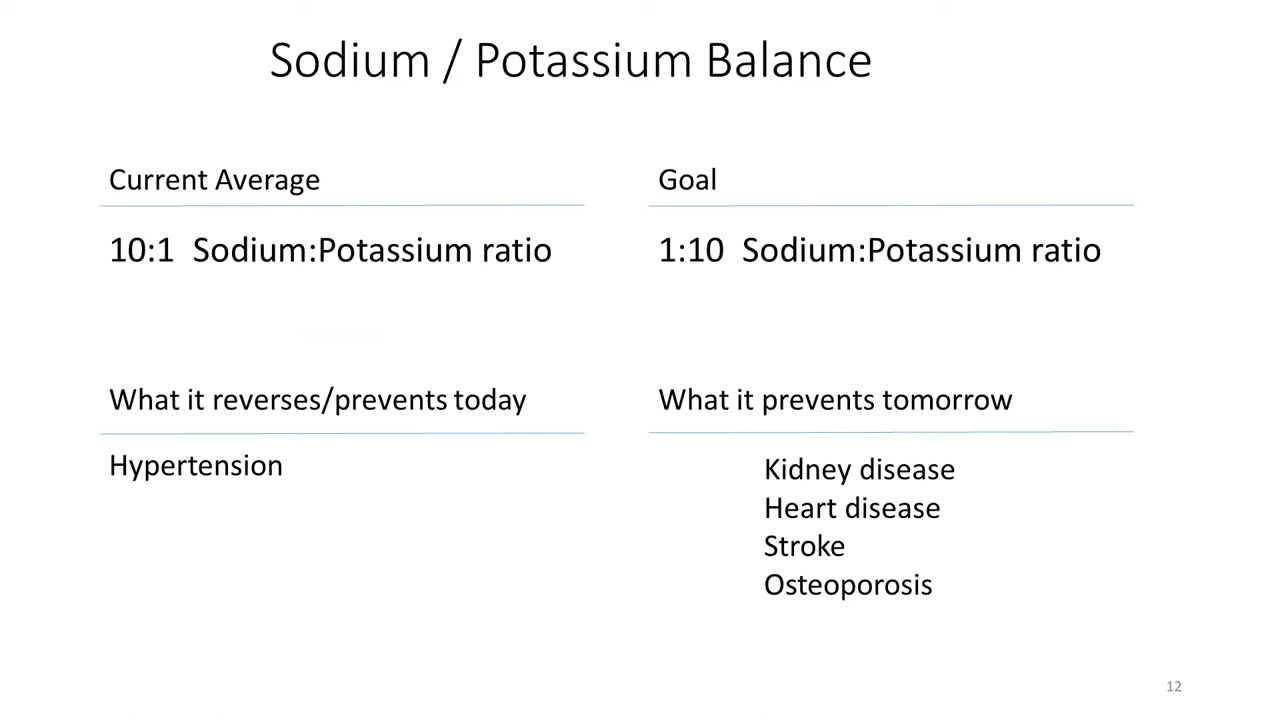 Sodium / Potassium Balance
Current Average
10:1 Sodium:Potassium ratio
Goal
1:10 Sodium:Potassium ratio
What it reverses/prevents today
Hypertension
What it prevents tomorrow
Kidney disease
Heart disease
Stroke
Osteoporosis
12